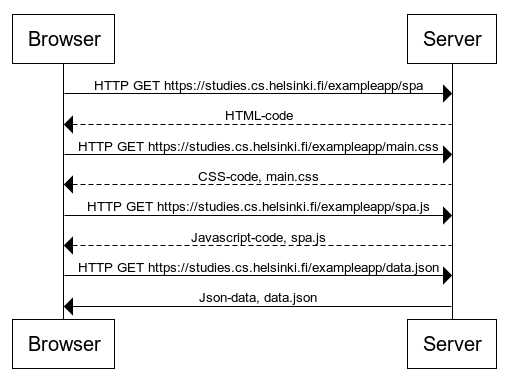 Browser
Server
HTTP GET https://studies.cs.helsinki.fi/exampleapp/spa
HTML-code
HTTP GET https://studies.cs.helsinki.fi/exampleapp/main.css
CSS-code, main.css
HTTP GET https://studies.cs.helsinki.fi/exampleapp/spa.js
Javascript-code, spa.js
HTTP GET https://studies.cs.helsinki.fi/exampleapp/data.json
Json-data, data.json
Browser
Server